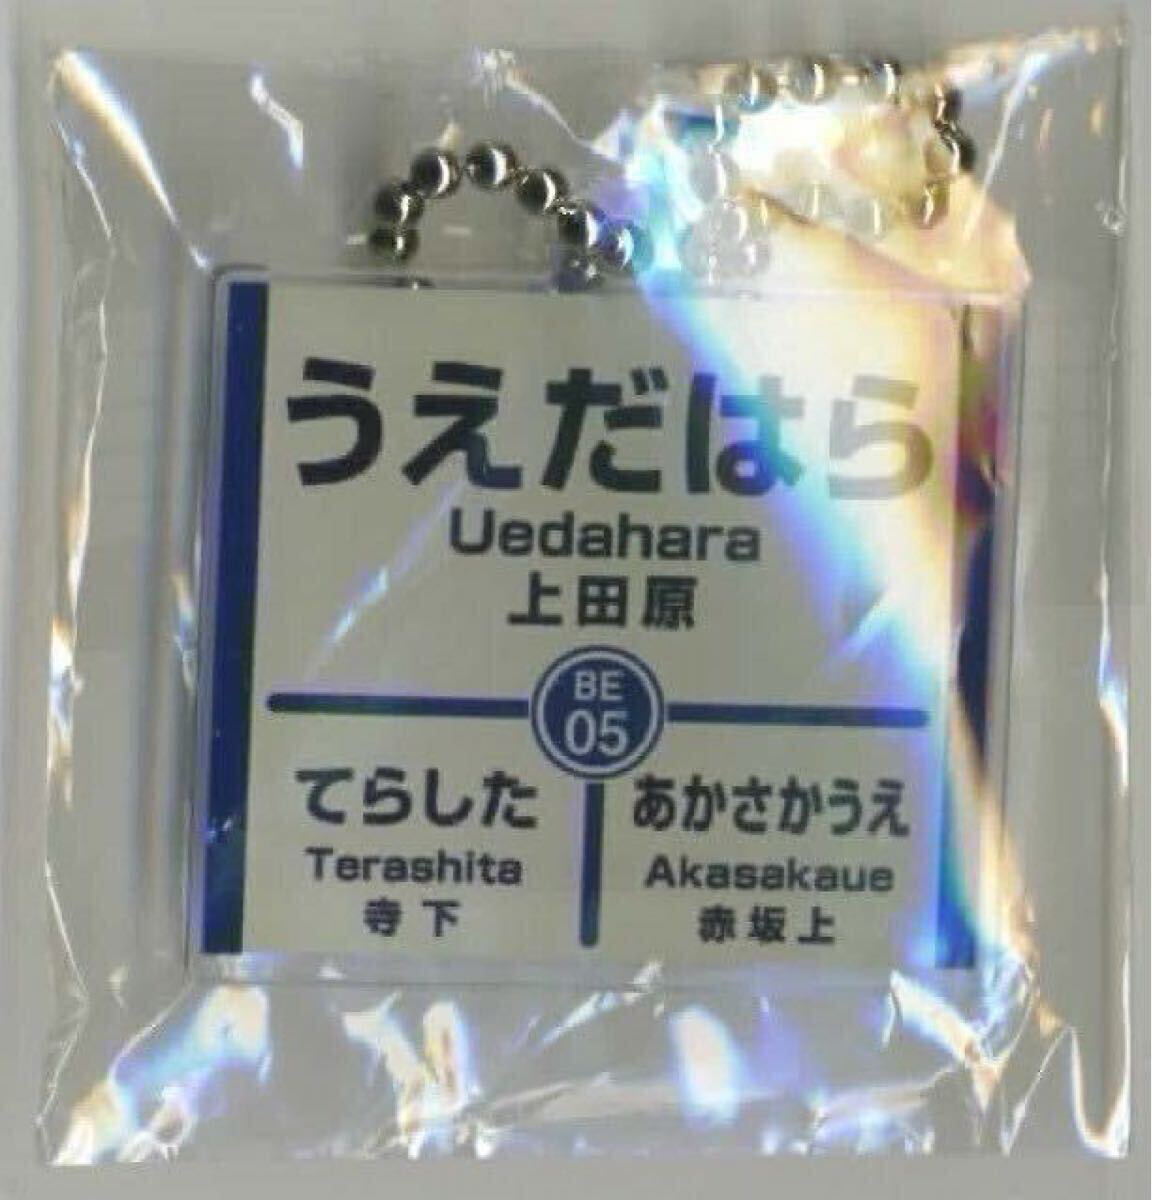 うえだはら
Uedahara
上田原
BE
05
てらした
Terashita
寺下
あかさかうえ
Akasakaue
赤坂上